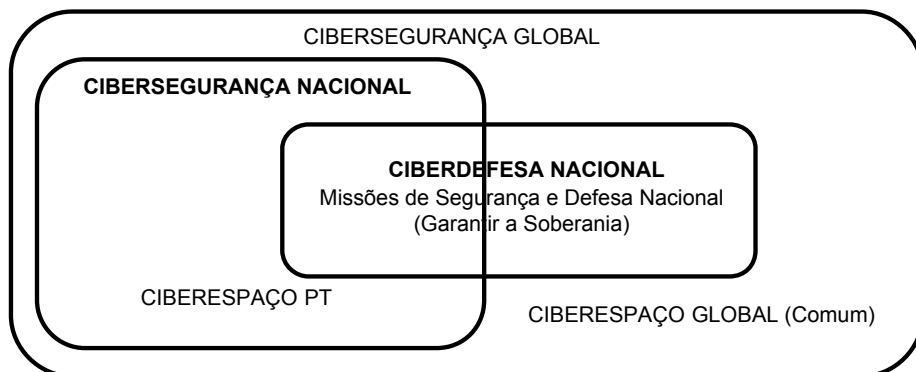 CIBERSEGURANÇA GLOBAL
CIBERSEGURANÇA NACIONAL
CIBERDEFESA NACIONAL
Missões de Segurança e Defesa Nacional
(Garantir a Soberania)
CIBERESPAÇO PT
CIBERESPAÇO GLOBAL (Comum)